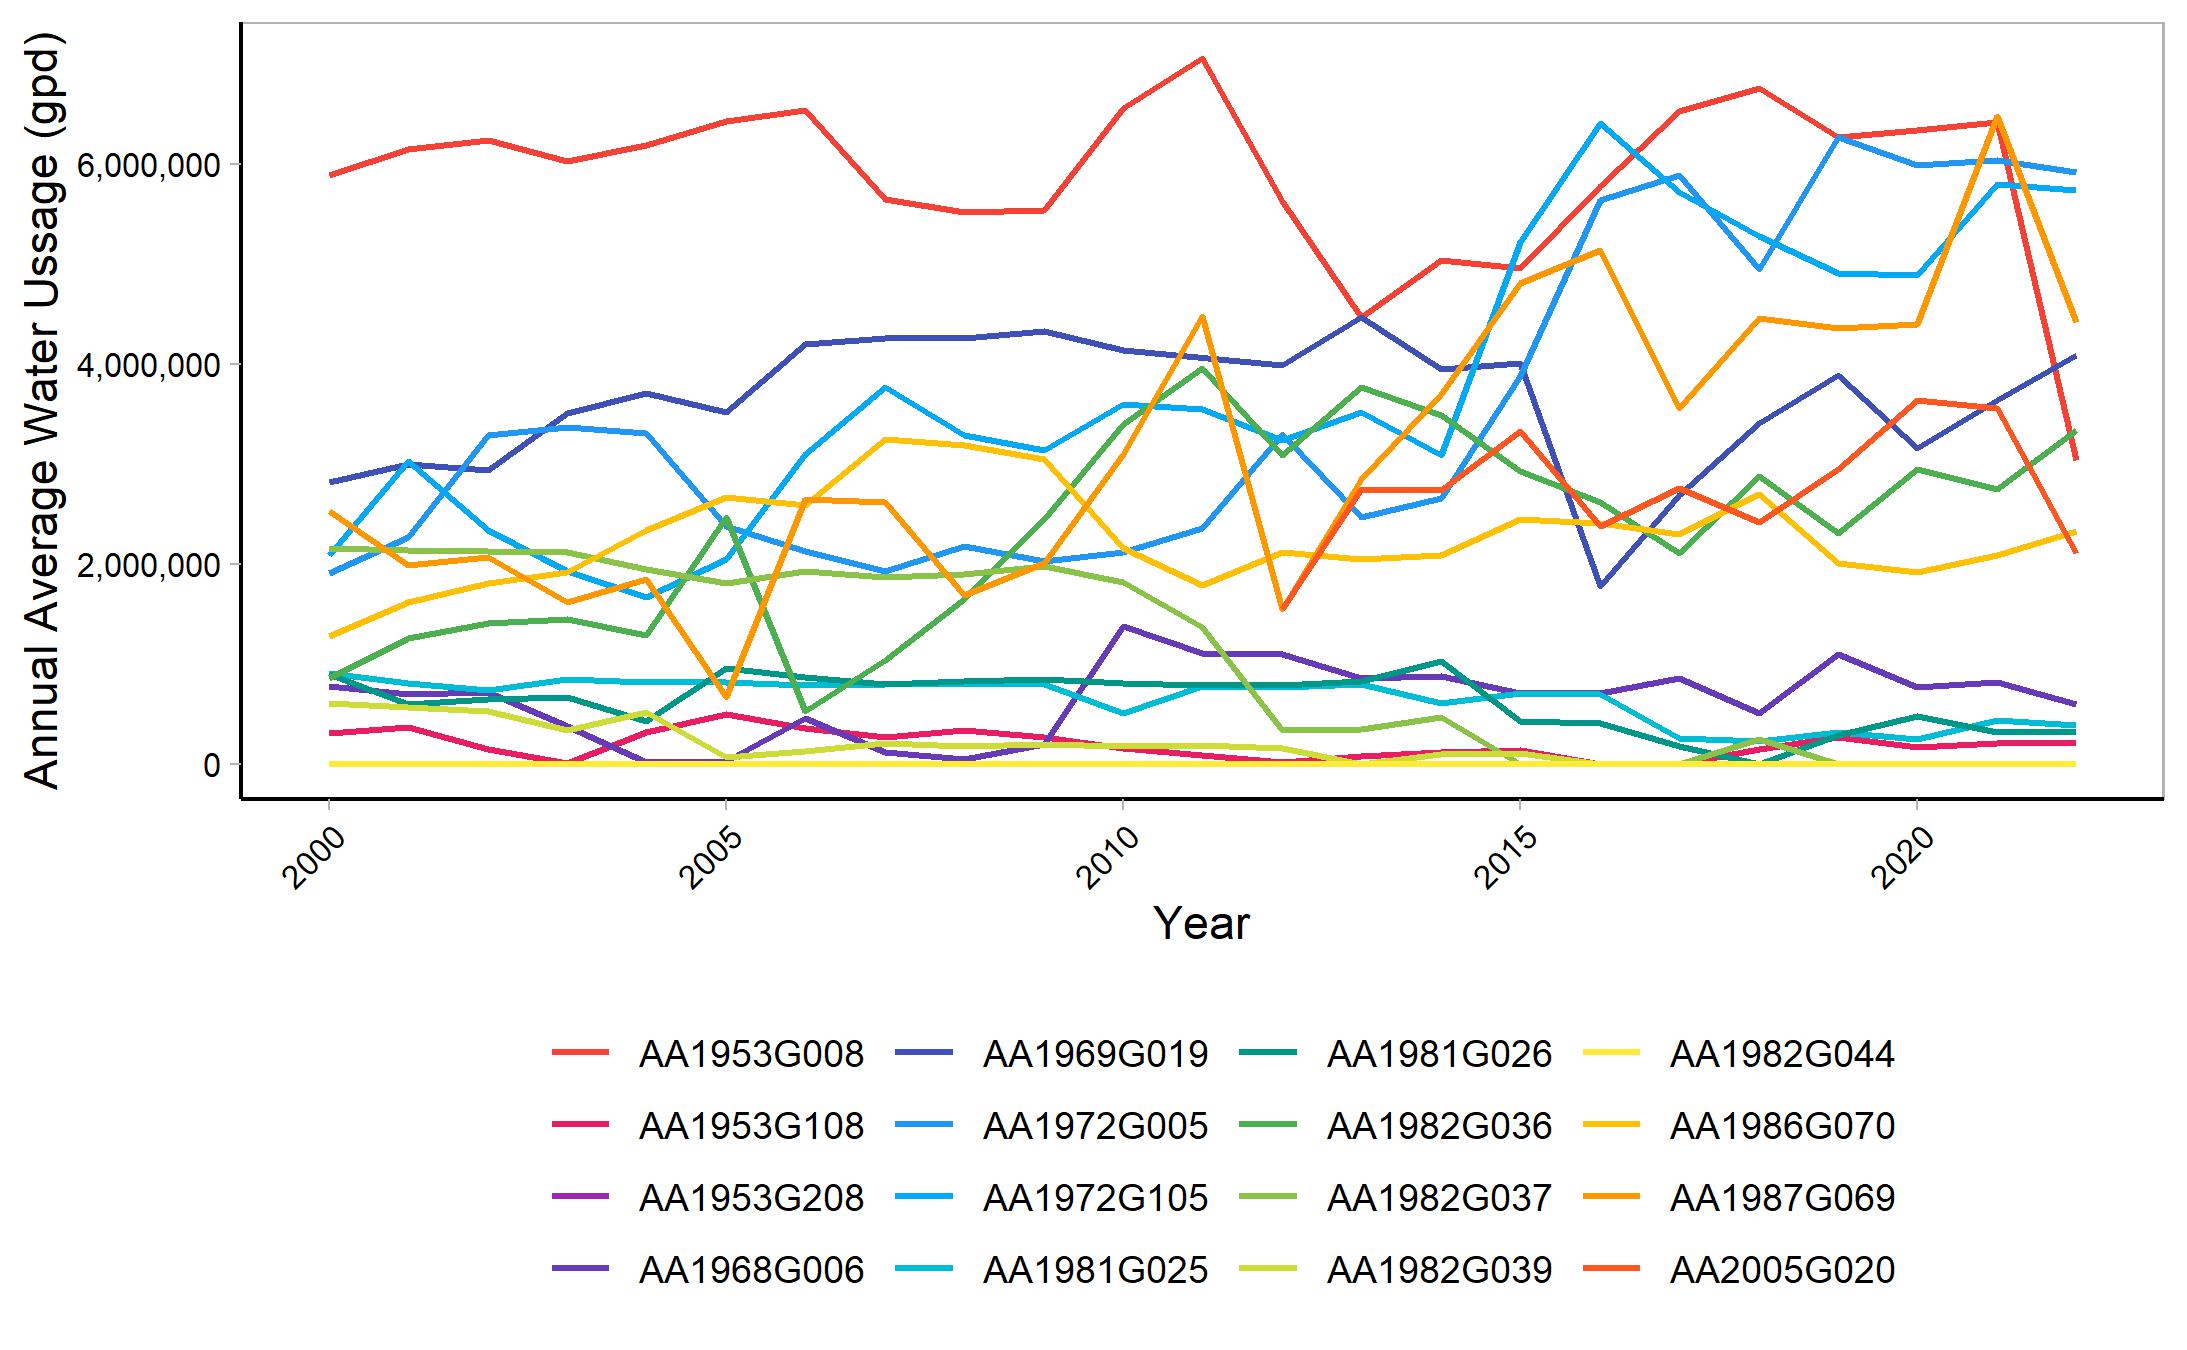 Annual Average Water Ussage (gpd)
6,000,000
4,000,000
2,000,000
0
2000 2005 2010 2015 2020
Year
AA1953G008 AA1969G019 AA1981G026 AA1982G044
AA1953G108 AA1972G005 AA1982G036 AA1986G070
AA1953G208 AA1972G105 AA1982G037 AA1987G069
AA1968G006 AA1981G025 AA1982G039 AA2005G020